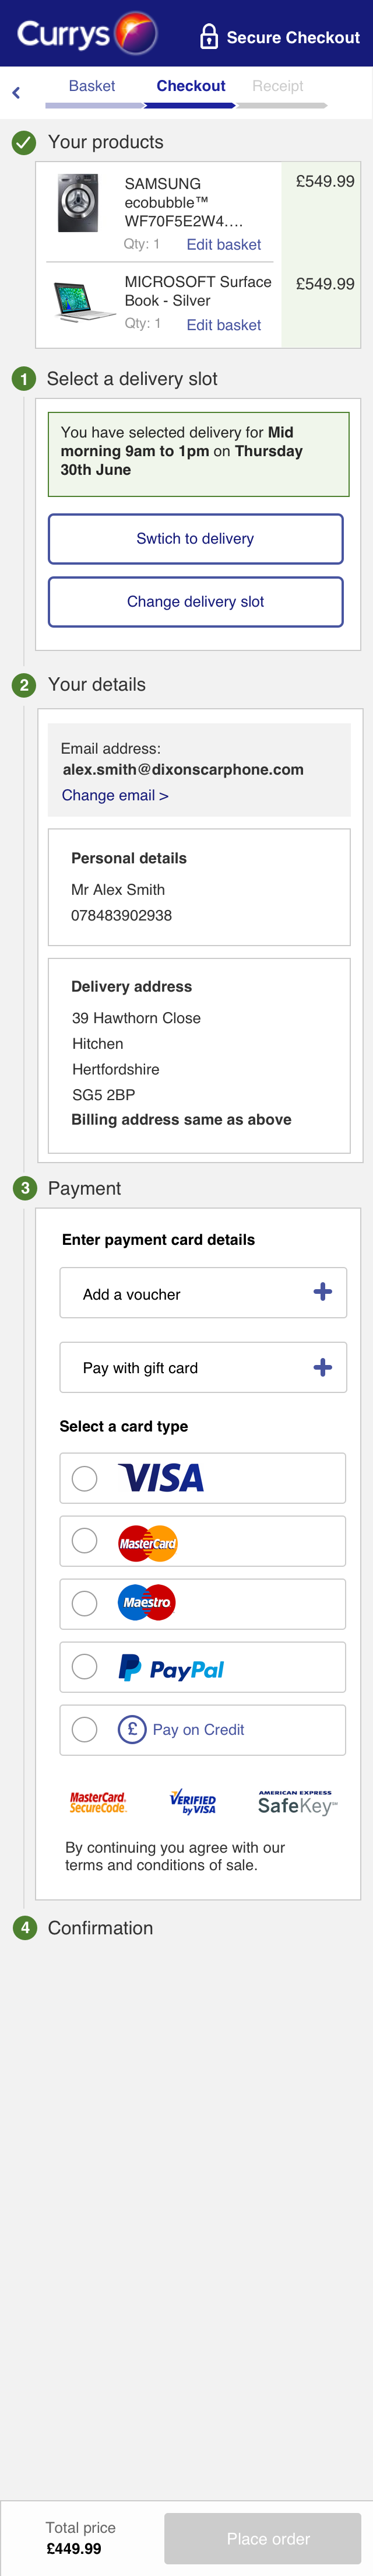 Currys
Secure Checkout
Basket
Checkout
Receipt
Your products
SAMSUNG
ecobubble™
WF70F5E2W4....
£549.99
Qty: 1
Edit basket
MICROSOFT Surface
Book - Silver
£549.99
Qty: 1
Edit basket
1 Select a delivery slot
You have selected delivery for Mid
morning 9am to 1pm on Thursday
30th June
Swtich to delivery
Change delivery slot
2 Your details
Email address:
alex.smith@dixonscarphone.com
Change email >
Personal details
Mr Alex Smith
078483902938
Delivery address
39 Hawthorn Close
Hitchen
Hertfordshire
SG5 2BP
Billing address same as above
3 Payment
Enter payment card details
Add a voucher
Pay with gift card
Select a card type
VISA
MasterCard
Maestro
PayPal
£ Pay on Credit
MasterCard.
SecureCode.
VERIFIED
by VISA
AMERICAN EXPRESS
SafeKey℠
By continuing you agree with our
terms and conditions of sale.
4 Confirmation
Total price
£449.99
Place order